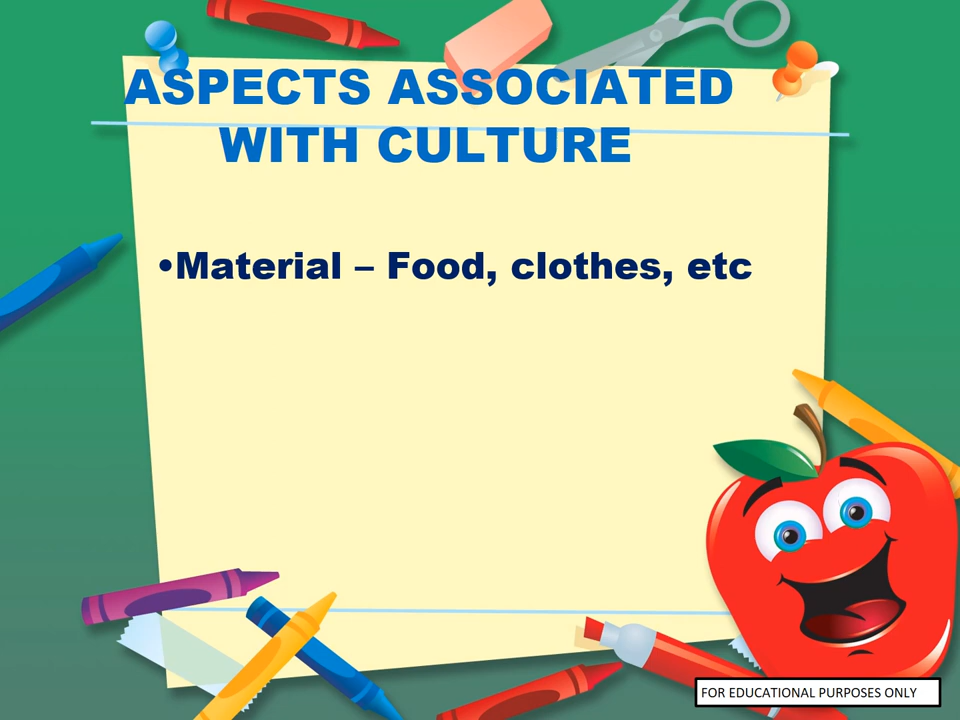 ASPECTS ASSOCIATED
WITH CULTURE
•Material – Food, clothes, etc
FOR EDUCATIONAL PURPOSES ONLY